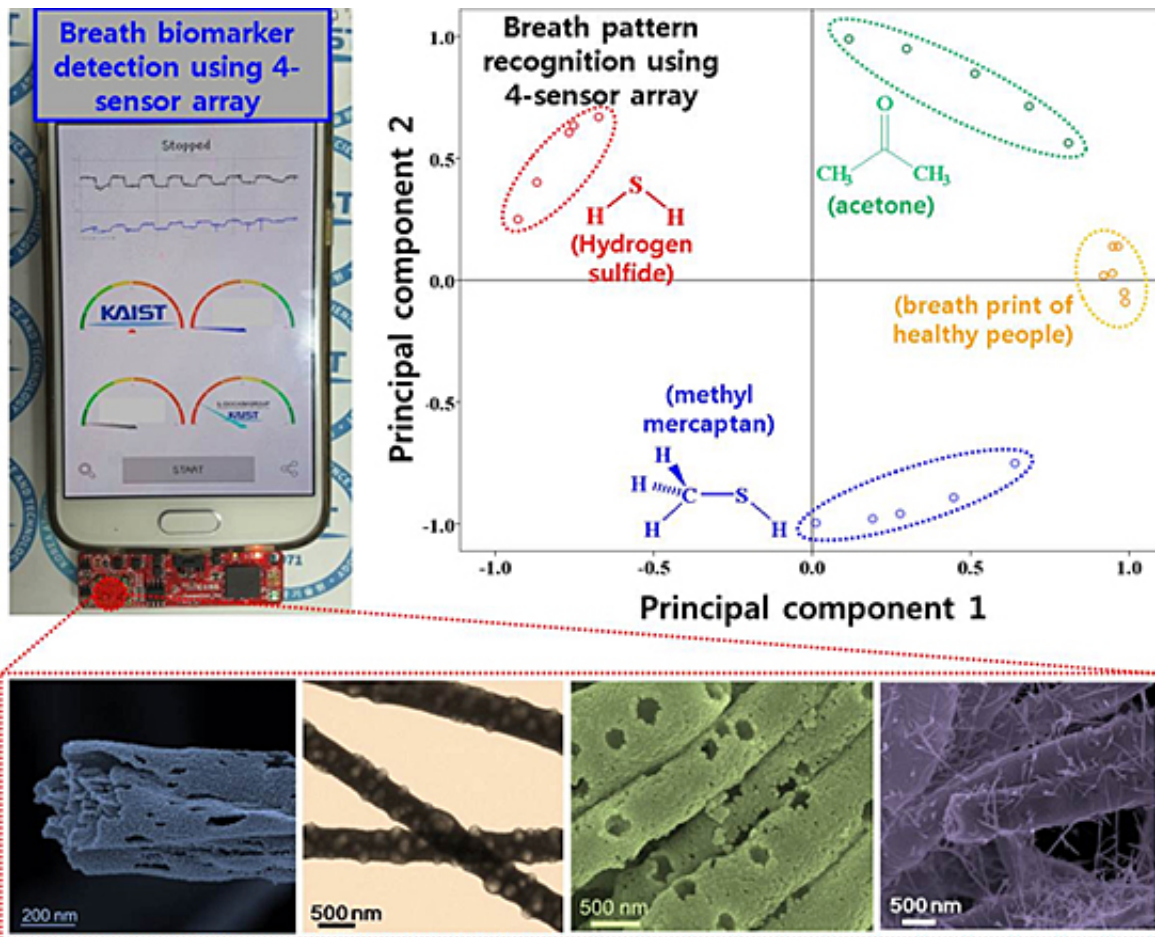 Breath biomarker
detection using 4-
sensor array
Stopped
KAIST
KAIST
START
Breath pattern
recognition using
4-sensor array
Principal component 2
1.0
0.5
0.0
-0.5
-1.0
S
H H
(Hydrogen
sulfide)
O
CH₃ CH₃
(acetone)
(breath print of
healthy people)
(methyl
mercaptan)
H
H C S
H H
-1.0 -0.5 0.0 0.5 1.0
Principal component 1
200 nm
500 nm
500 nm
500 nm